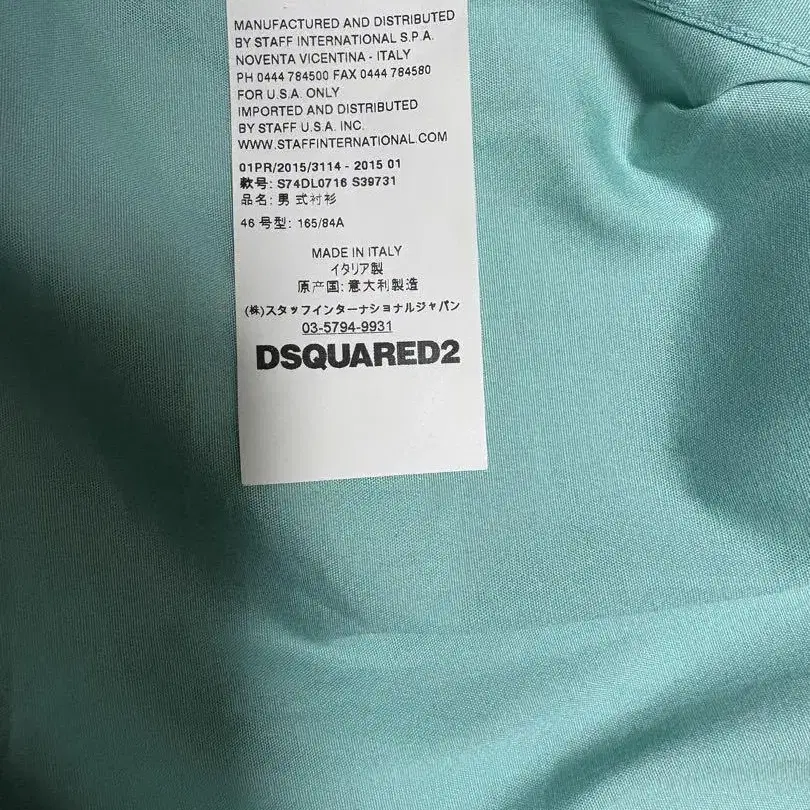 MANUFACTURED AND DISTRIBUTED
BY STAFF INTERNATIONAL S.P.A.
NOVENTA VICENTINA - ITALY
PH 0444 784500 FAX 0444 784580
FOR U.S.A. ONLY
IMPORTED AND DISTRIBUTED
BY STAFF U.S.A. INC.
WWW.STAFFINTERNATIONAL.COM
01PR/2015/3114 - 2015 01
款号: S74DL0716 S39731
品名: 男 式衬衫
46 号型: 165/84A
MADE IN ITALY
イタリア製
原产国: 意大利製造
(株)スタッフインターナショナルジャパン
03-5794-9931
DSQUARED2